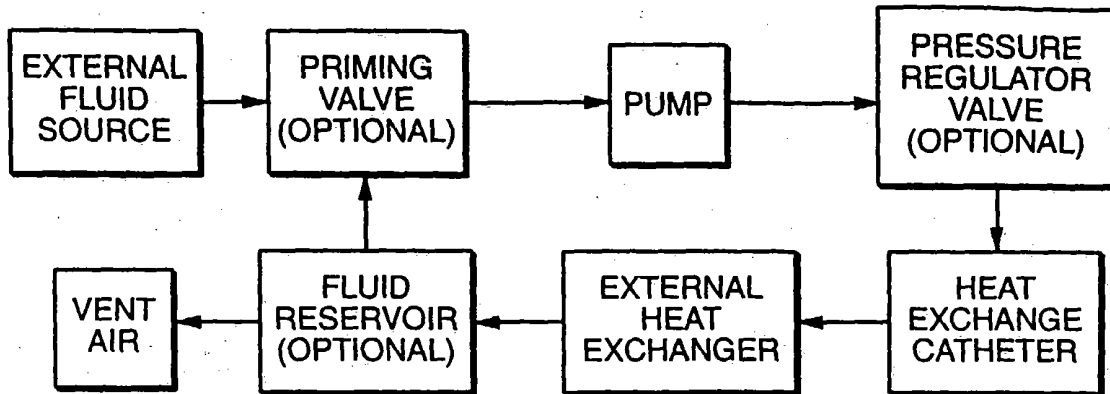 EXTERNAL
FLUID
SOURCE
PRIMING
VALVE
(OPTIONAL)
PUMP
PRESSURE
REGULATOR
VALVE
(OPTIONAL)
VENT
AIR
FLUID
RESERVOIR
(OPTIONAL)
EXTERNAL
HEAT
EXCHANGER
HEAT
EXCHANGE
CATHETER